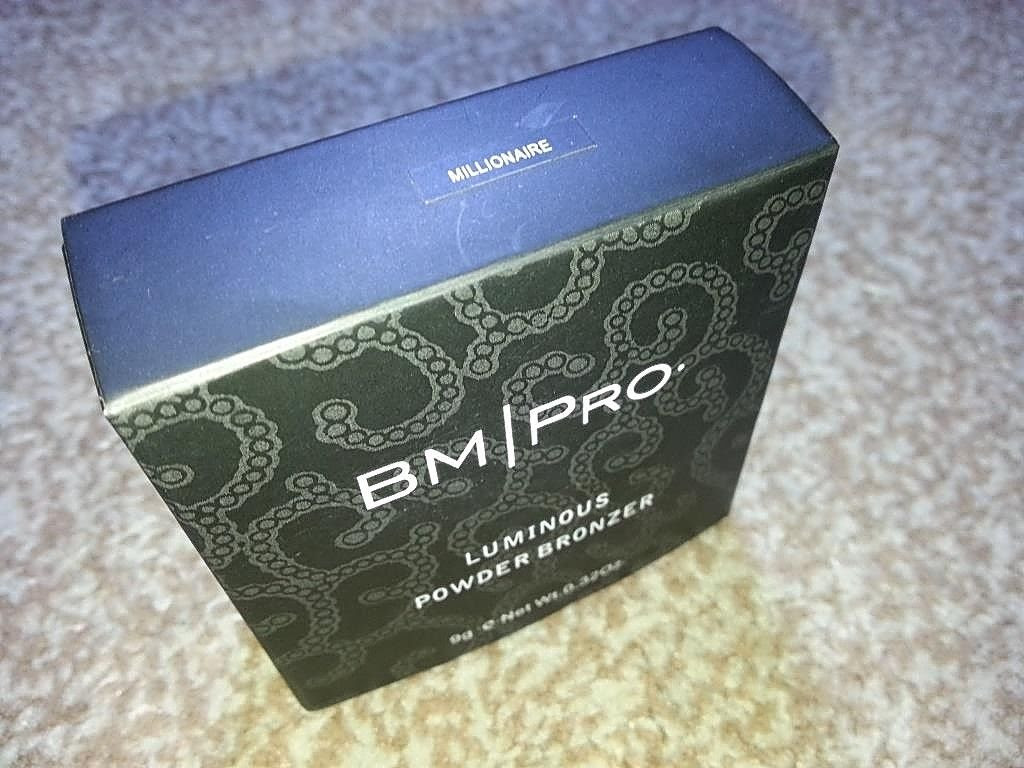 MILLIONAIRE
BM|PRO.
LUMINOUS
POWDER BRONZER
9g ℮ Net Wt.0.32Oz